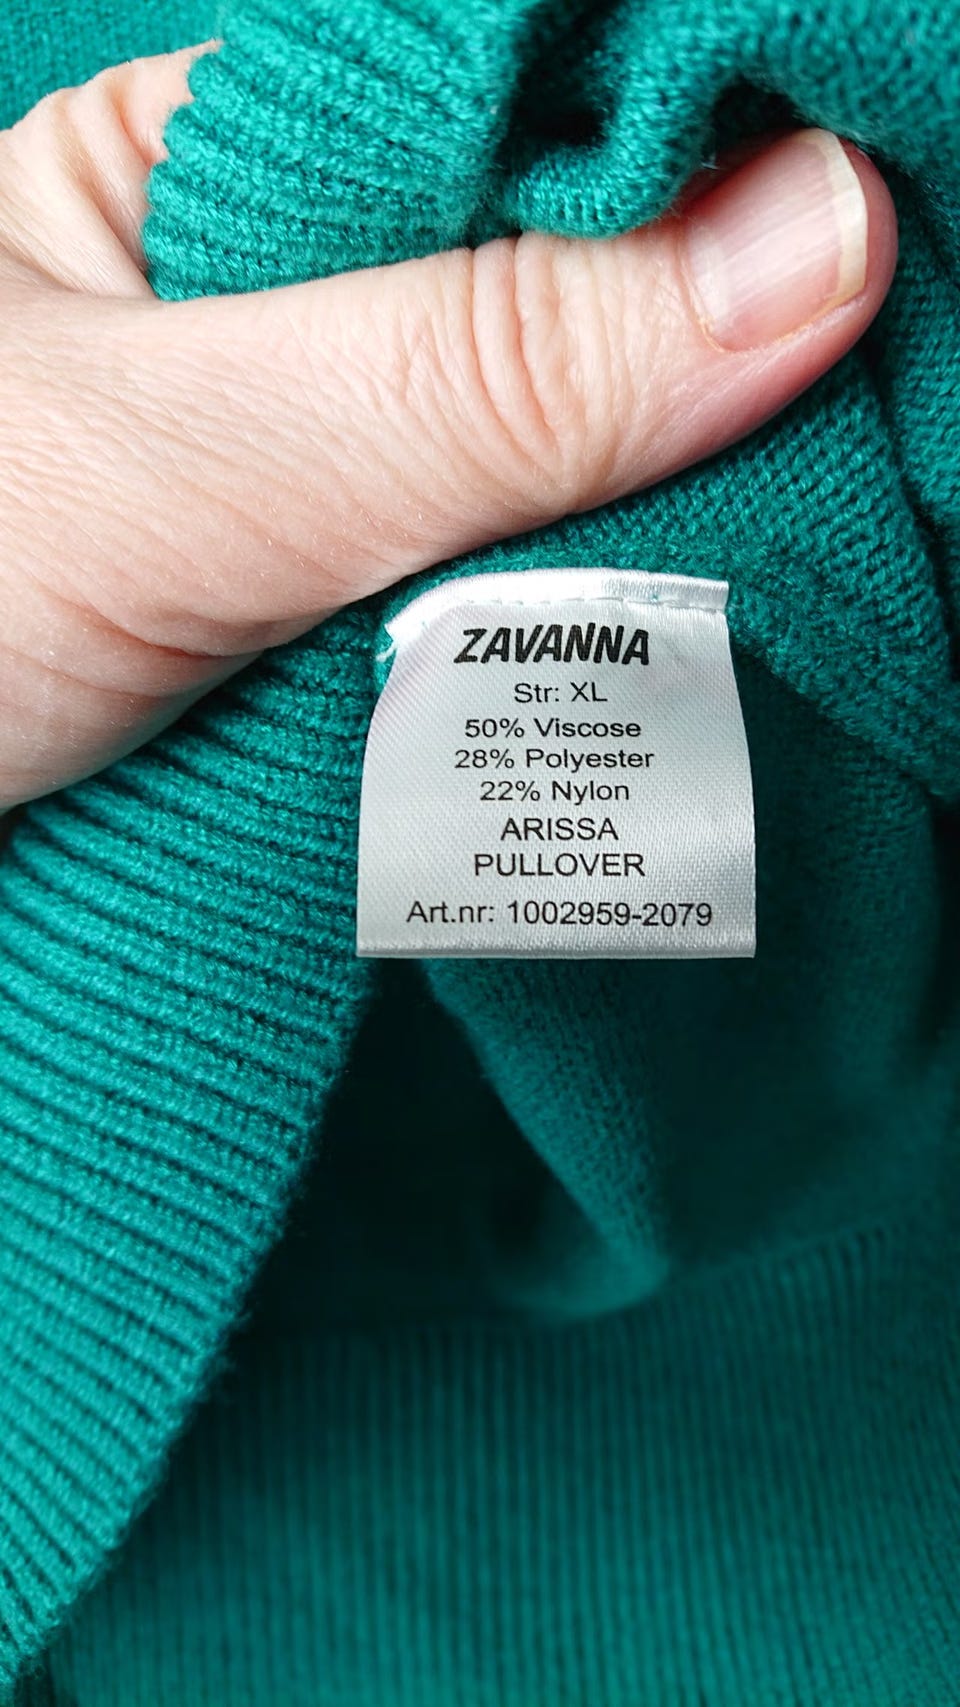 ZAVANNA
Str: XL
50% Viscose
28% Polyester
22% Nylon
ARISSA
PULLOVER
Art.nr: 1002959-2079